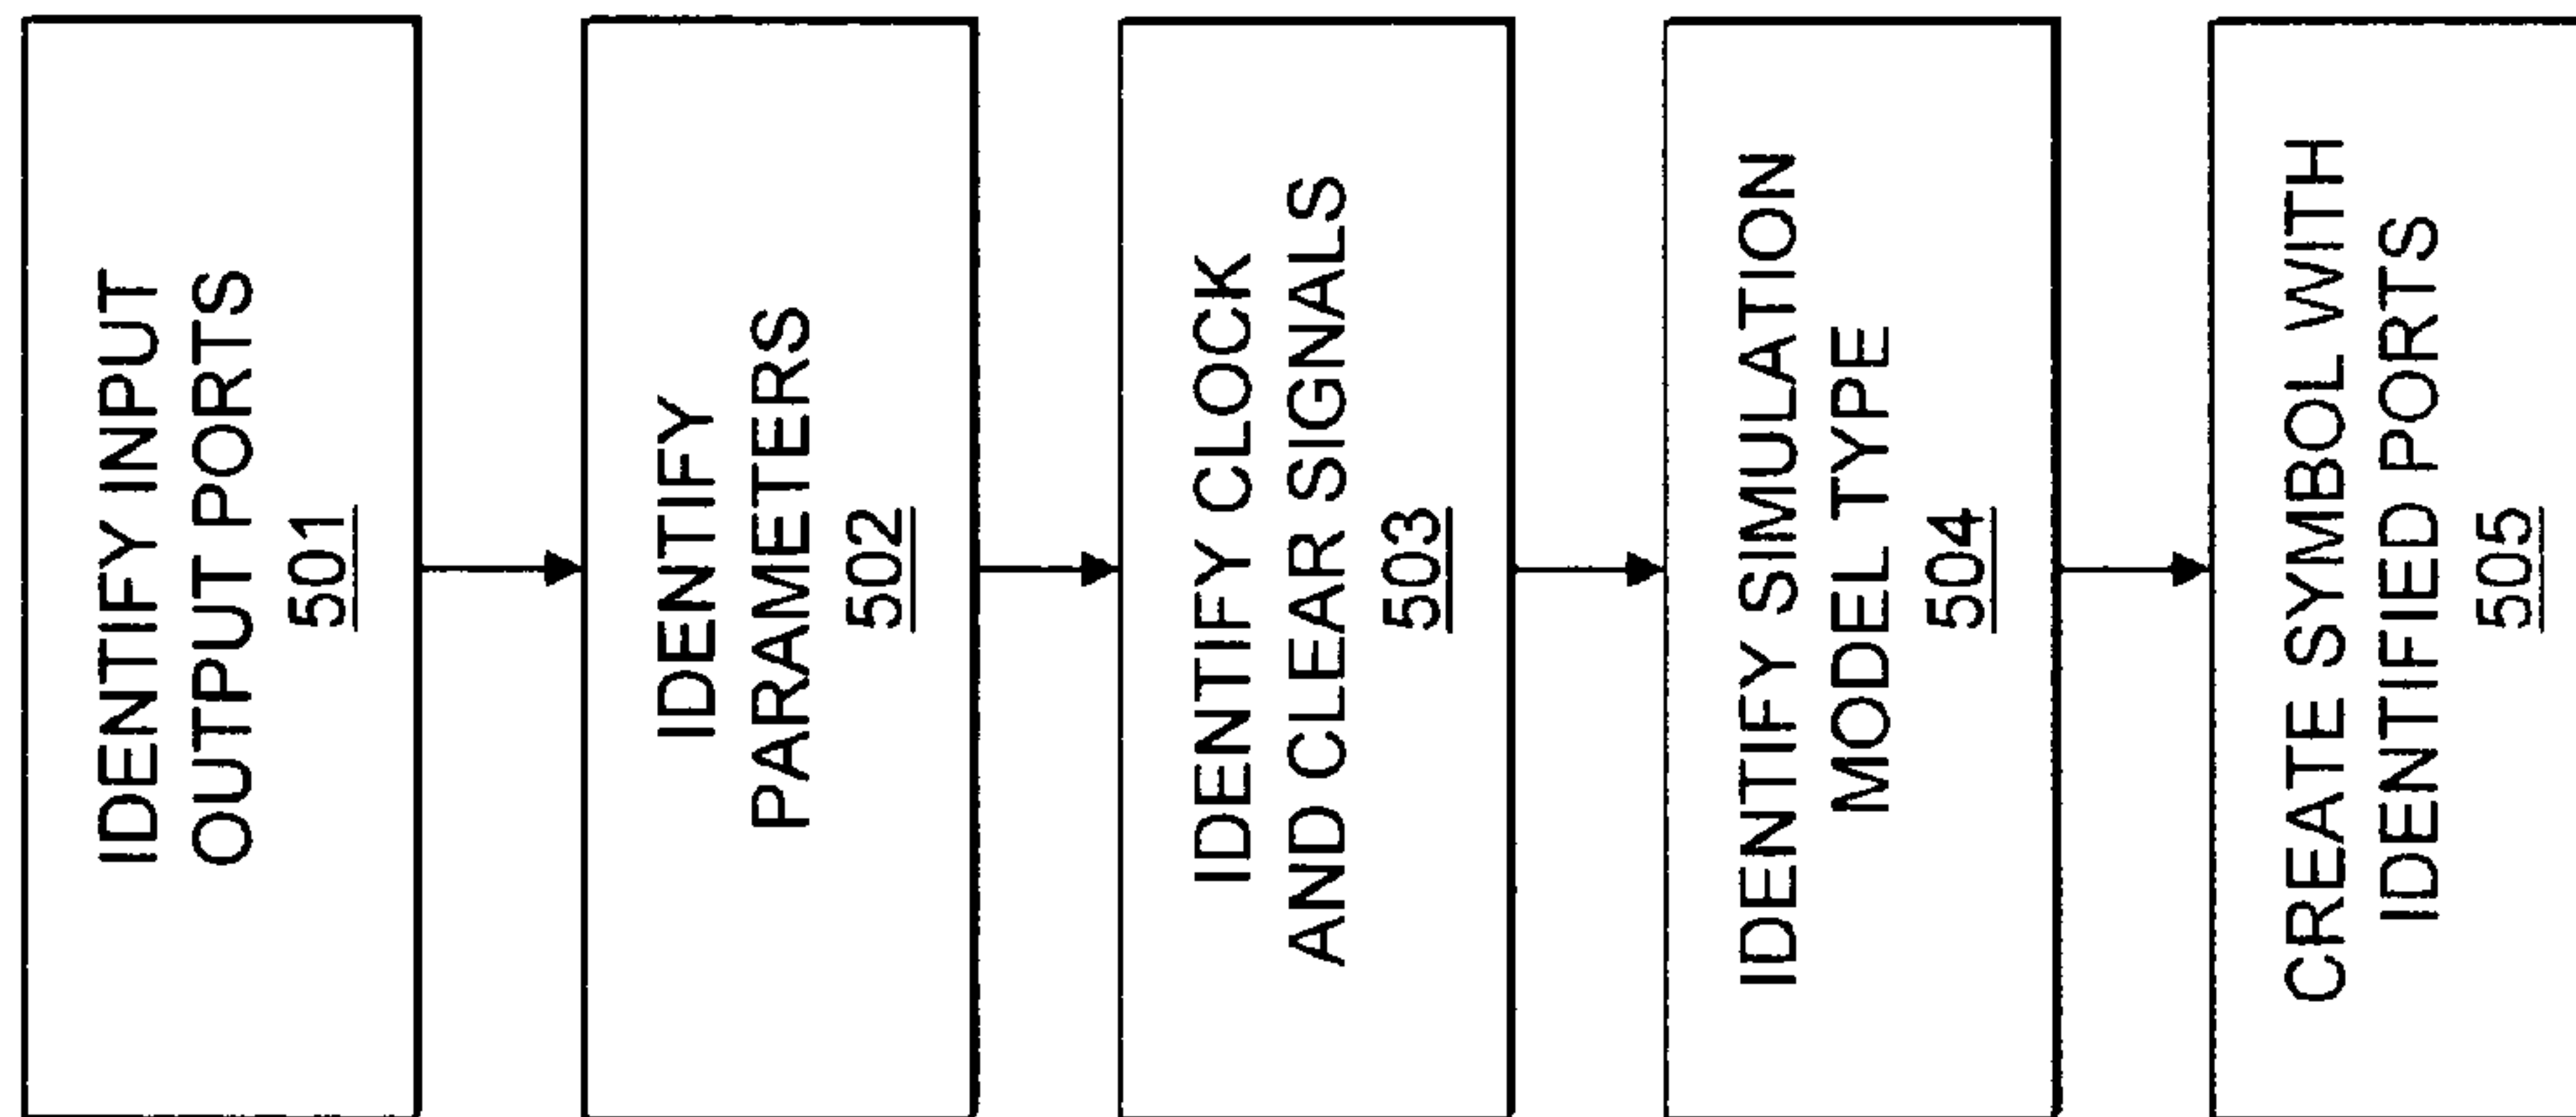 IDENTIFY INPUT
OUTPUT PORTS
501
IDENTIFY
PARAMETERS
502
IDENTIFY CLOCK
AND CLEAR SIGNALS
503
IDENTIFY SIMULATION
MODEL TYPE
504
CREATE SYMBOL WITH
IDENTIFIED PORTS
505